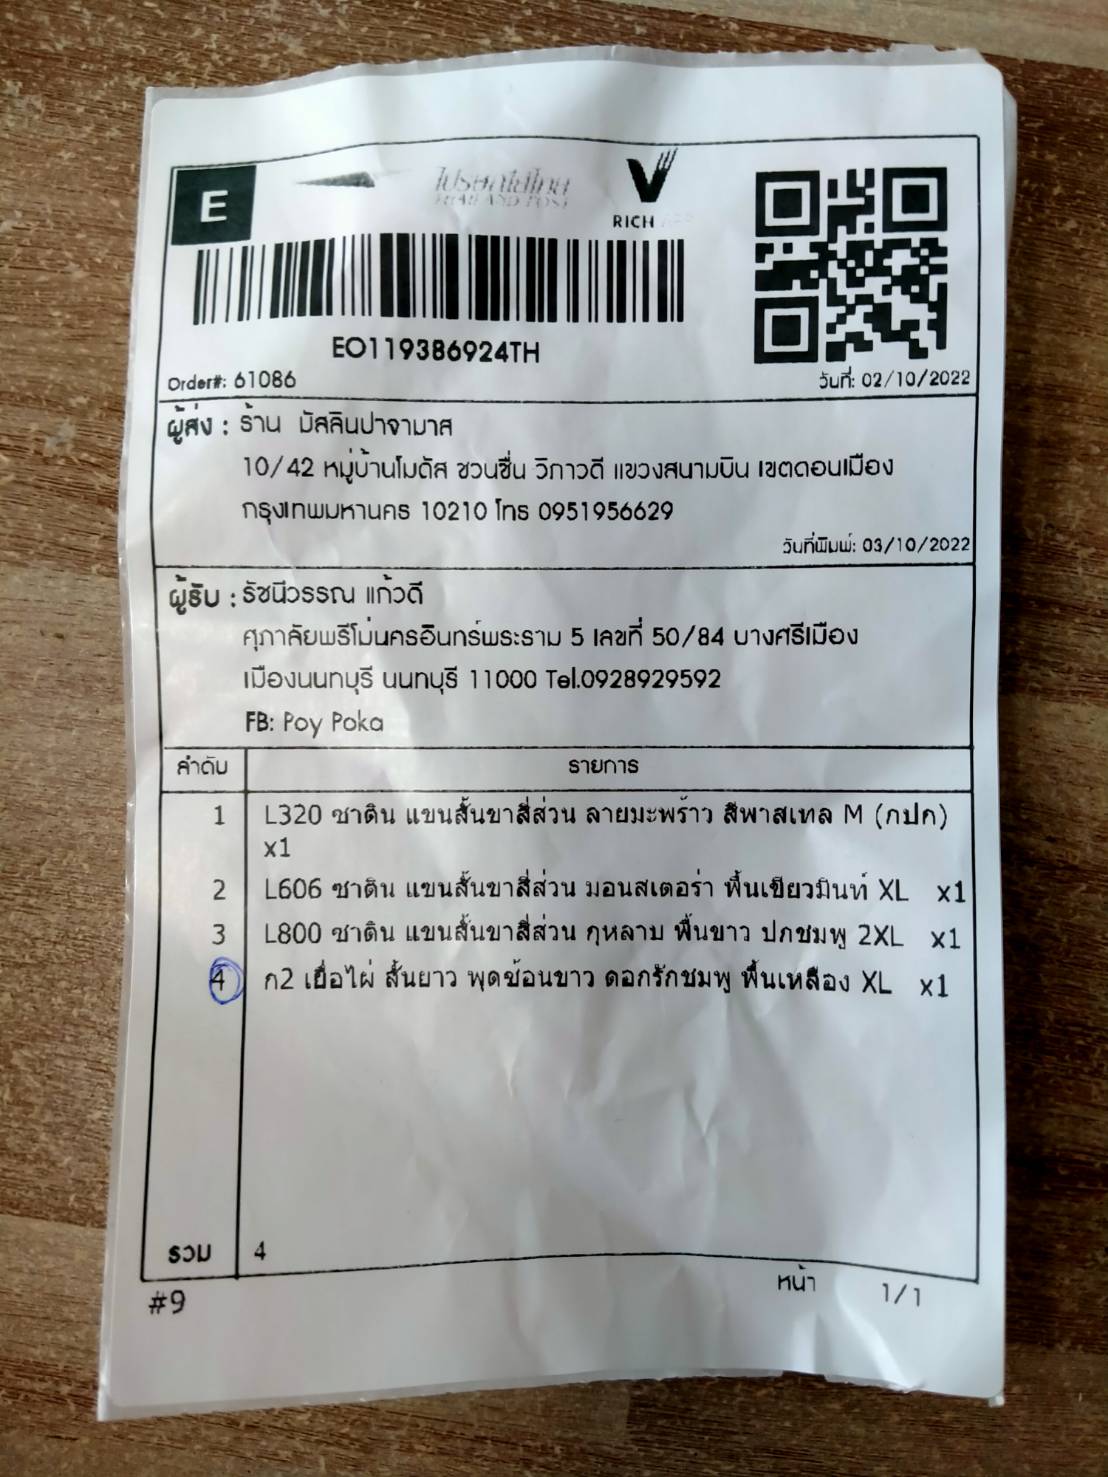 E
ไปรษณีย์ไทย
THAILAND POST
RICH
EO119386924TH
Order#: 61086
วันที่: 02/10/2022
ผู้ส่ง : ร้าน มัสลินปาจามาส
10/42 หมู่บ้านโมดัส ชวนชื่น วิภาวดี แขวงสนามบิน เขตดอนเมือง
กรุงเทพมหานคร 10210 โทร 0951956629
วันที่พิมพ์: 03/10/2022
ผู้รับ : รัชนีวรรณ แก้วดี
ศุภาลัยพรีโม่นครอินทร์พระราม 5 เลขที่ 50/84 บางศรีเมือง
เมืองนนทบุรี นนทบุรี 11000 Tel.0928929592
FB: Poy Poka
ลำดับ รายการ
1 L320 ซาติน แขนสั้นขาสี่ส่วน ลายมะพร้าว สีพาสเทล M (กปก)
x1
2 L606 ซาติน แขนสั้นขาสี่ส่วน มอนสเตอร่า พื้นเขียวมินท์ XL x1
3 L800 ซาติน แขนสั้นขาสี่ส่วน กุหลาบ พื้นขาว ปกชมพู 2XL x1
4 ก2 เยื่อไผ่ สั้นยาว พุดซ้อนขาว ดอกรักชมพู พื้นเหลือง XL x1
รวม 4
#9
หน้า 1/1